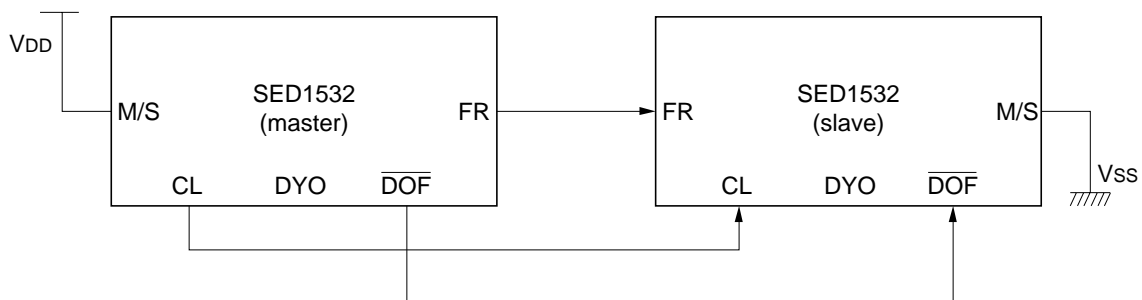 VDD
M/S
SED1532
(master)
FR
CL
DYO
DOF
FR
SED1532
(slave)
M/S
CL
DYO
DOF
VSS